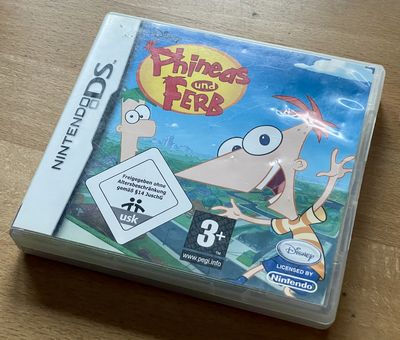 NINTENDO DS
Disney
Phineas
und
FERB
Freigegeben ohne
Altersbeschränkung
gemäß §14 JuSchG
usk
3+
www.pegi.info
Disney
LICENSED BY
Nintendo